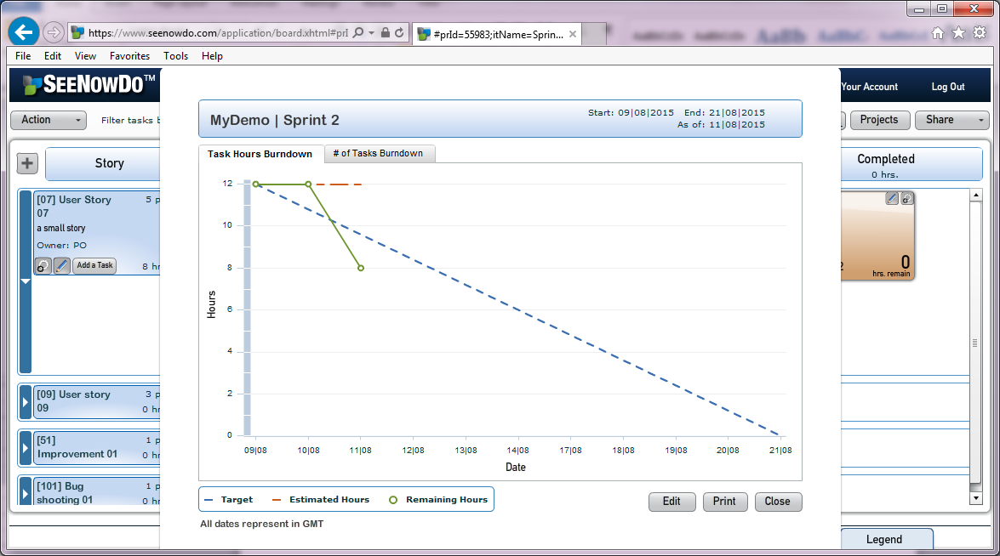 https://www.seenowdo.com/application/board.xhtml#prI
#prId=55983;itName=Sprin...
File Edit View Favorites Tools Help
SEENOWDO™
Your Account Log Out
Action
Filter tasks b
Projects Share
MyDemo | Sprint 2
Start: 09|08|2015 End: 21|08|2015
As of: 11|08|2015
Story
Completed
0 hrs.
Task Hours Burndown
# of Tasks Burndown
[07] User Story 5 p
07
a small story
Owner: PO
Add a Task 8 hr
[09] User story 3 p
09 0 hr
[51] 1 p
Improvement 01 0 hr
[101] Bug 1 p
shooting 01 0 hr
0
hrs. remain
Hours
12
10
8
6
4
2
0
09|08 10|08 11|08 12|08 13|08 14|08 17|08 18|08 19|08 20|08 21|08
Date
Target Estimated Hours Remaining Hours
Edit Print Close
All dates represent in GMT
Legend